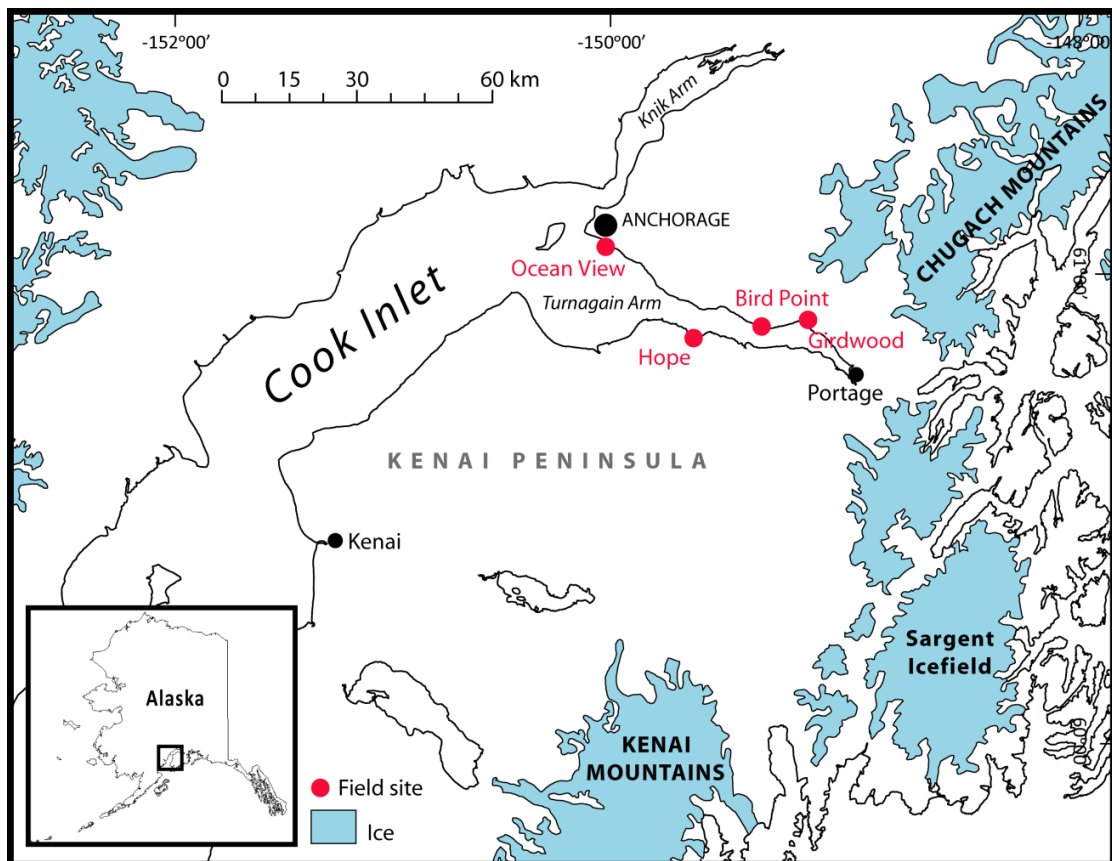 -152°00’
-150°00’
-148°00’
0 15 30 60 km
Knik Arm
CHUGACH MOUNTAINS
ANCHORAGE
Ocean View
61°00’
Cook Inlet
Turnagain Arm
Bird Point
Girdwood
Hope
Portage
KENAI PENINSULA
Kenai
Sargent
Icefield
Alaska
KENAI
MOUNTAINS
Field site
Ice